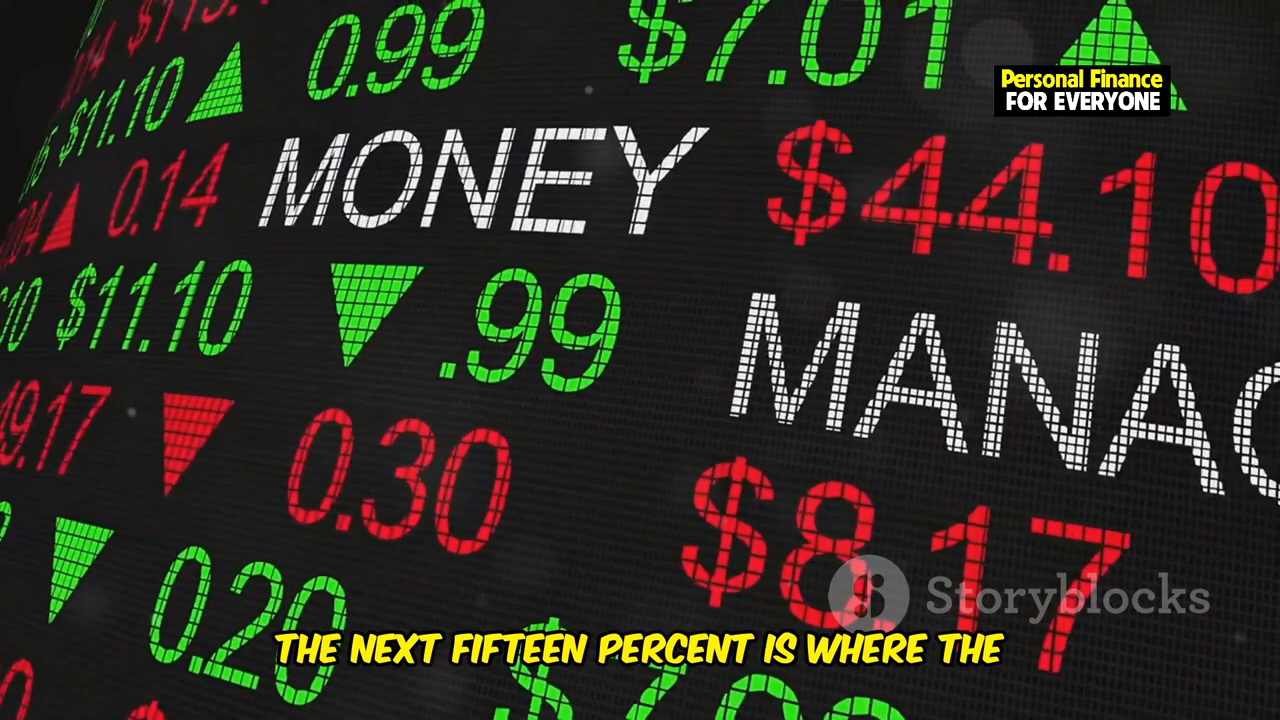 $7.01
0.99
$11.10
Personal Finance
FOR EVERYONE
0.14
MONEY
$44.10
$11.10
.99
MANAG
49.17
0.30
$8.17
0.20
Storyblocks
THE NEXT FIFTEEN PERCENT IS WHERE THE